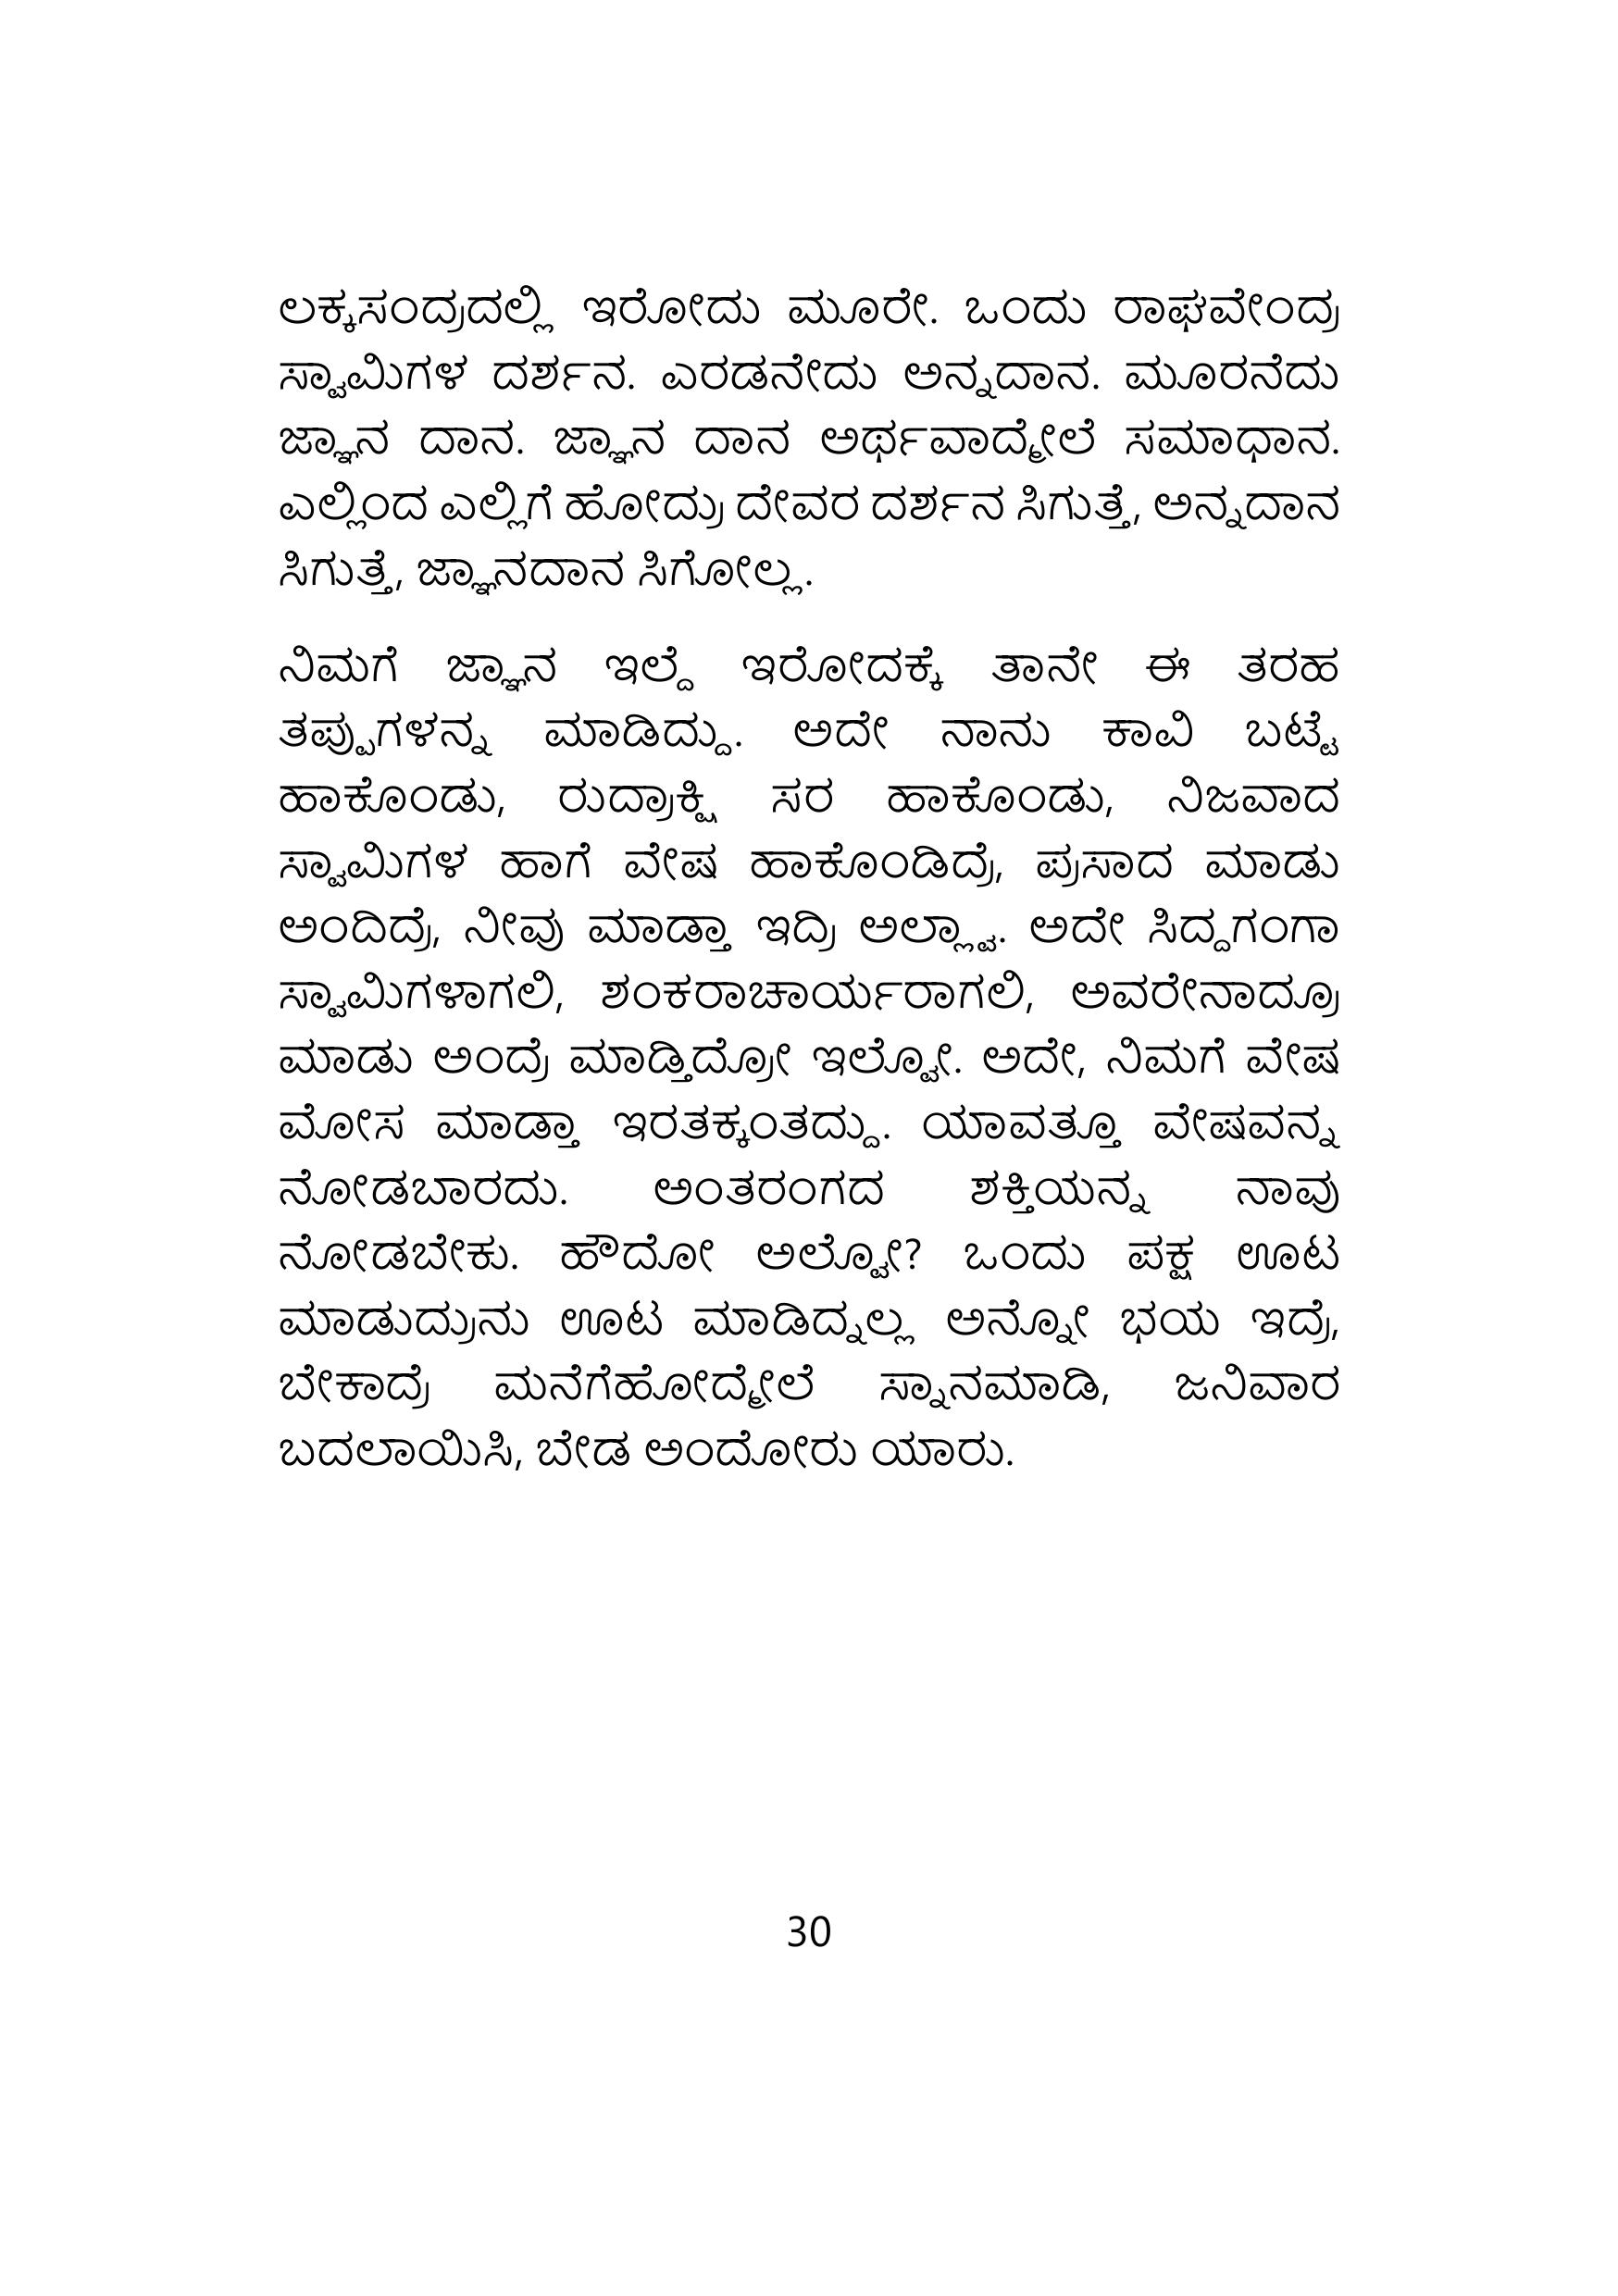 ಲಕ್ಕಸಂದ್ರದಲ್ಲಿ ಇರೋದು ಮೂರೇ. ಒಂದು ರಾಘವೇಂದ್ರ
ಸ್ವಾಮಿಗಳ ದರ್ಶನ. ಎರಡನೇದು ಅನ್ನದಾನ. ಮೂರನೆದು
ಜ್ಞಾನ ದಾನ. ಜ್ಞಾನ ದಾನ ಅರ್ಥವಾದ್ಮೇಲೆ ಸಮಾಧಾನ.
ಎಲ್ಲಿಂದ ಎಲ್ಲಿಗೆ ಹೋದ್ರು ದೇವರ ದರ್ಶನ ಸಿಗುತ್ತೆ, ಅನ್ನದಾನ
ಸಿಗುತ್ತೆ, ಜ್ಞಾನದಾನ ಸಿಗೋಲ್ಲ.
ನಿಮಗೆ ಜ್ಞಾನ ಇಲ್ದೆ ಇರೋದಕ್ಕೆ ತಾನೇ ಈ ತರಹ
ತಪ್ಪುಗಳನ್ನ ಮಾಡಿದ್ದು. ಅದೇ ನಾನು ಕಾವಿ ಬಟ್ಟೆ
ಹಾಕೊಂಡು, ರುದ್ರಾಕ್ಷಿ ಸರ ಹಾಕೊಂಡು, ನಿಜವಾದ
ಸ್ವಾಮಿಗಳ ಹಾಗೆ ವೇಷ ಹಾಕೊಂಡಿದ್ರೆ, ಪ್ರಸಾದ ಮಾಡು
ಅಂದಿದ್ರೆ, ನೀವು ಮಾಡ್ತಾ ಇದ್ರಿ ಅಲ್ಲ್ವಾ. ಅದೇ ಸಿದ್ದಗಂಗಾ
ಸ್ವಾಮಿಗಳಾಗಲಿ, ಶಂಕರಾಚಾರ್ಯರಾಗಲಿ, ಅವರೇನಾದ್ರೂ
ಮಾಡು ಅಂದ್ರೆ ಮಾಡ್ತಿದ್ರೋ ಇಲ್ವೋ. ಅದೇ, ನಿಮಗೆ ವೇಷ
ಮೋಸ ಮಾಡ್ತಾ ಇರತಕ್ಕಂತದ್ದು. ಯಾವತ್ತೂ ವೇಷವನ್ನ
ನೋಡಬಾರದು. ಅಂತರಂಗದ ಶಕ್ತಿಯನ್ನ ನಾವು
ನೋಡಬೇಕು. ಹೌದೋ ಅಲ್ವೋ? ಒಂದು ಪಕ್ಷ ಊಟ
ಮಾಡುದ್ರುನು ಊಟ ಮಾಡಿದ್ನಲ್ಲ ಅನ್ನೋ ಭಯ ಇದ್ರೆ,
ಬೇಕಾದ್ರೆ ಮನೆಗೆಹೋದ್ಮೇಲೆ ಸ್ನಾನಮಾಡಿ, ಜನಿವಾರ
ಬದಲಾಯಿಸಿ, ಬೇಡ ಅಂದೋರು ಯಾರು.
30